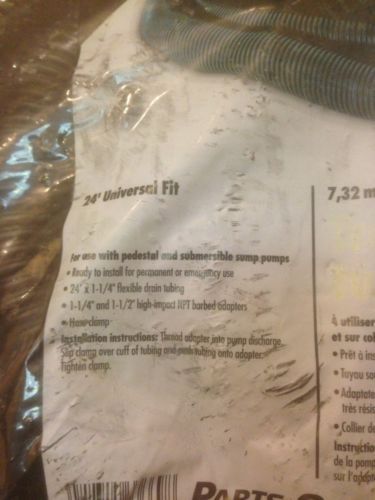 24' Universal Fit
For use with pedestal and submersible sump pumps
• Ready to install for permanent or emergency use
• 24' x 1-1/4" flexible drain tubing
• 1-1/4" and 1-1/2" high-impact NPT barbed adapters
• Hose clamp
Installation instructions: Thread adapter into pump discharge.
Slip clamp over cuff of tubing and push tubing onto adapter.
Tighten clamp.
7,32 m
à utiliser
et sur
• Prêt à ins
• Tuyau sou
• Adaptate
très résis
• Collier de
Instructio
de la pomp
sur l'adapt
PARTS